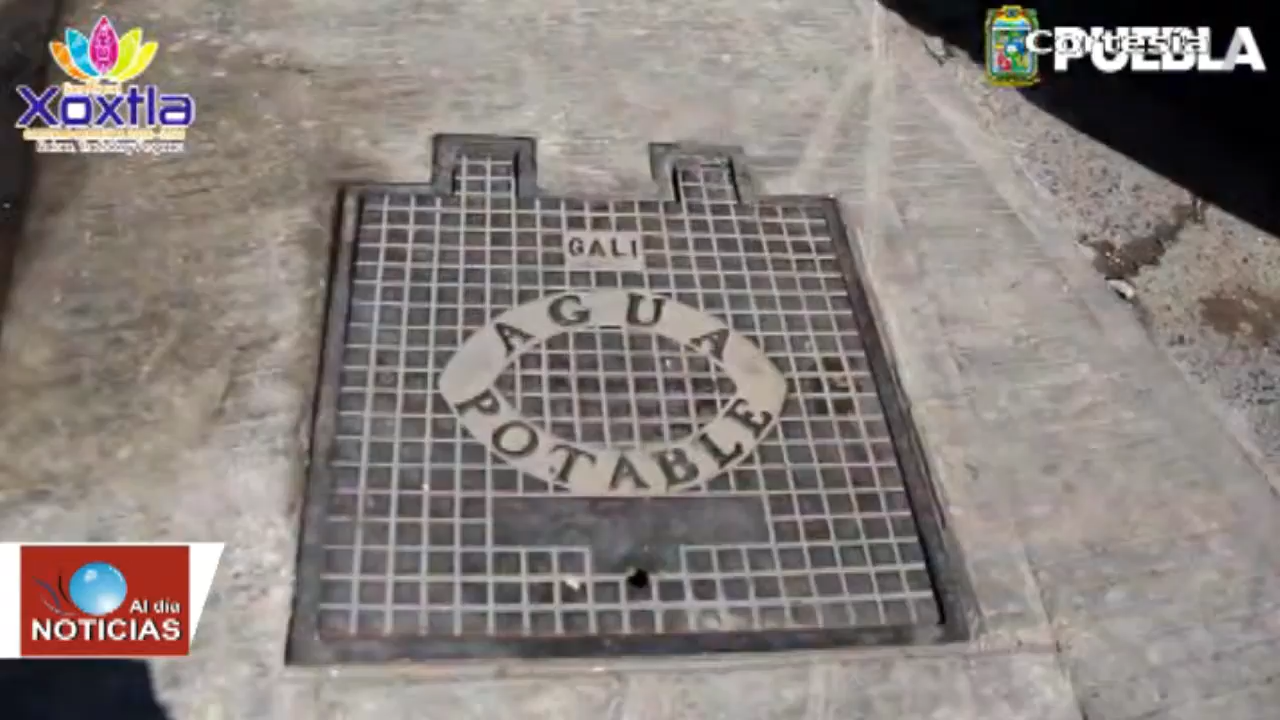 Xoxtla
Cortesía
PUEBLA
GALI
AGUA
POTABLE
Al día
NOTICIAS